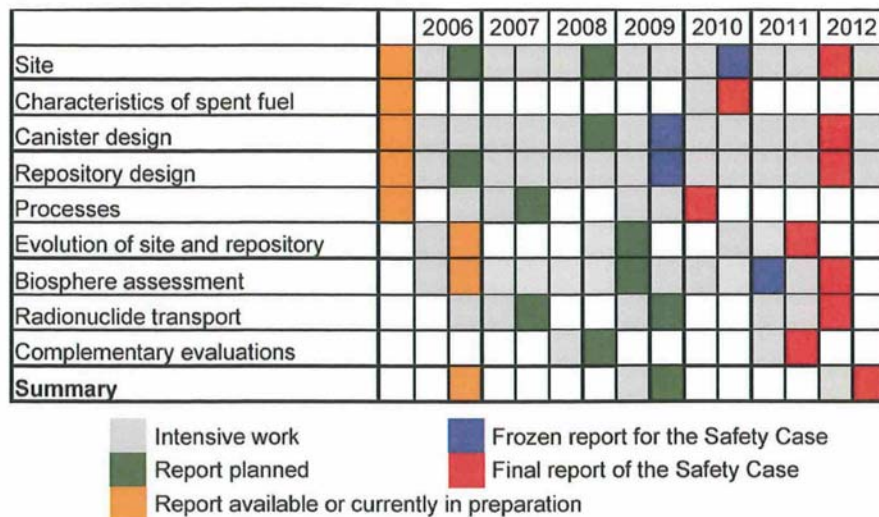 2006 2007 2008 2009 2010 2011 2012
Site
Characteristics of spent fuel
Canister design
Repository design
Processes
Evolution of site and repository
Biosphere assessment
Radionuclide transport
Complementary evaluations
Summary
Intensive work
Frozen report for the Safety Case
Report planned
Final report of the Safety Case
Report available or currently in preparation